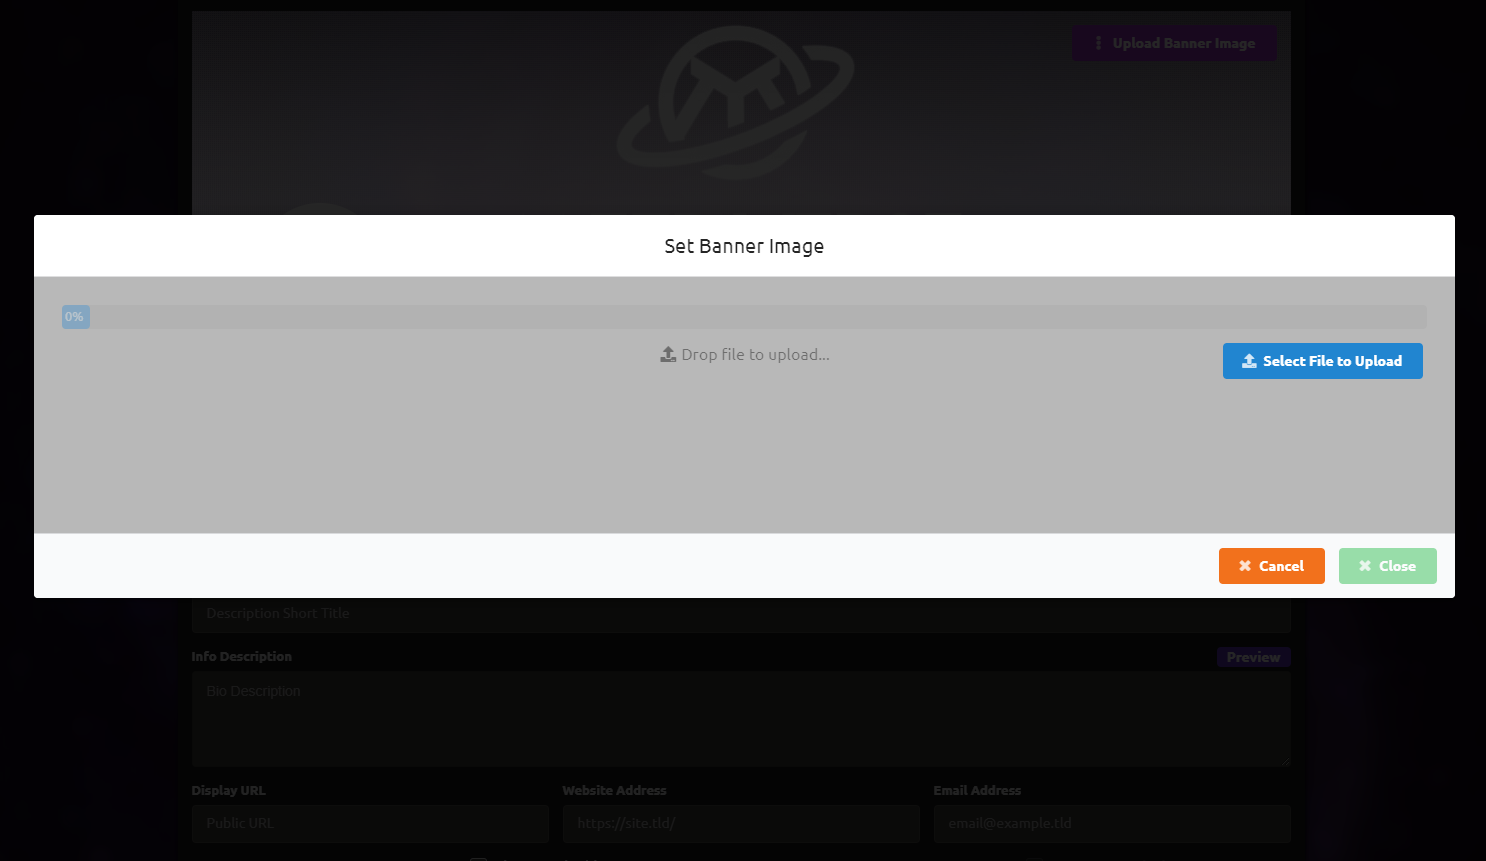 Upload Banner Image
Set Banner Image
0%
Drop file to upload...
Select File to Upload
Cancel
Close
Description Short Title
Info Description
Preview
Bio Description
Display URL
Website Address
Email Address
Public URL
https://site.tld/
email@example.tld